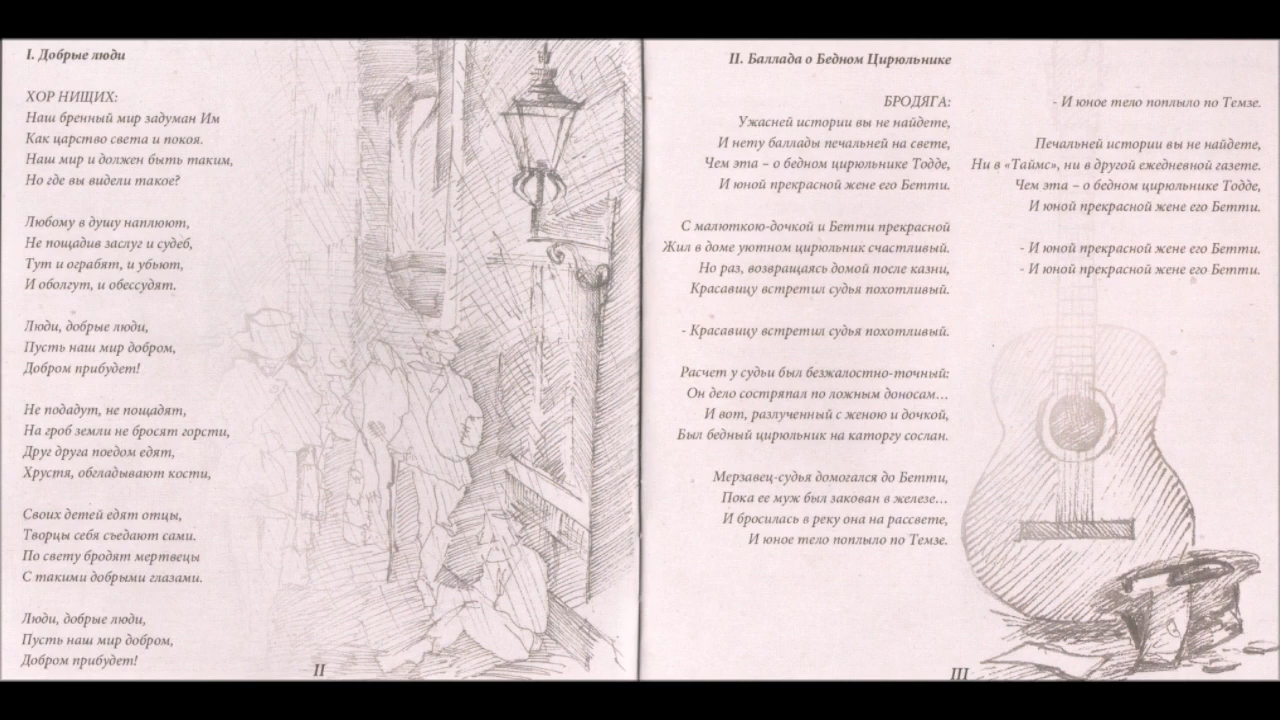 I. Добрые люди
ХОР НИЩИХ:
Наш бренный мир задуман Им
Как царство света и покоя.
Наш мир и должен быть таким,
Но где вы видели такое?
Любому в душу наплюют,
Не пощадив заслуг и судеб,
Тут и ограбят, и убьют,
И оболгут, и обессудят.
Люди, добрые люди,
Пусть наш мир добром,
Добром прибудет!
Не подадут, не пощадят,
На гроб земли не бросят горсти,
Друг друга поедом едят,
Хрустя, обгладывают кости,
Своих детей едят отцы,
Творцы себя съедают сами.
По свету бродят мертвецы
С такими добрыми глазами.
Люди, добрые люди,
Пусть наш мир добром,
Добром прибудет!
II
II. Баллада о Бедном Цирюльнике
БРОДЯГА:
Ужасней истории вы не найдете,
И нету баллады печальней на свете,
Чем эта – о бедном цирюльнике Тодде,
И юной прекрасной жене его Бетти.
С малюткою-дочкой и Бетти прекрасной
Жил в доме уютном цирюльник счастливый.
Но раз, возвращаясь домой после казни,
Красавицу встретил судья похотливый.
- Красавицу встретил судья похотливый.
Расчет у судьи был безжалостно-точный:
Он дело состряпал по ложным доносам...
И вот, разлученный с женою и дочкой,
Был бедный цирюльник на каторгу сослан.
Мерзавец-судья домогался до Бетти,
Пока ее муж был закован в железе...
И бросилась в реку она на рассвете,
И юное тело поплыло по Темзе.
- И юное тело поплыло по Темзе.
Печальней истории вы не найдете,
Ни в «Таймс», ни в другой ежедневной газете.
Чем эта – о бедном цирюльнике Тодде,
И юной прекрасной жене его Бетти.
- И юной прекрасной жене его Бетти.
- И юной прекрасной жене его Бетти.
III